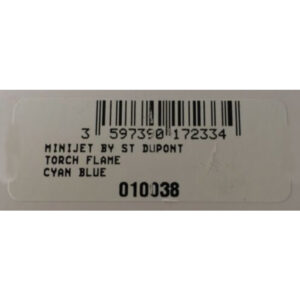 3 597390 172334
MINIJET BY ST DUPONT
TORCH FLAME
CYAN BLUE
010038